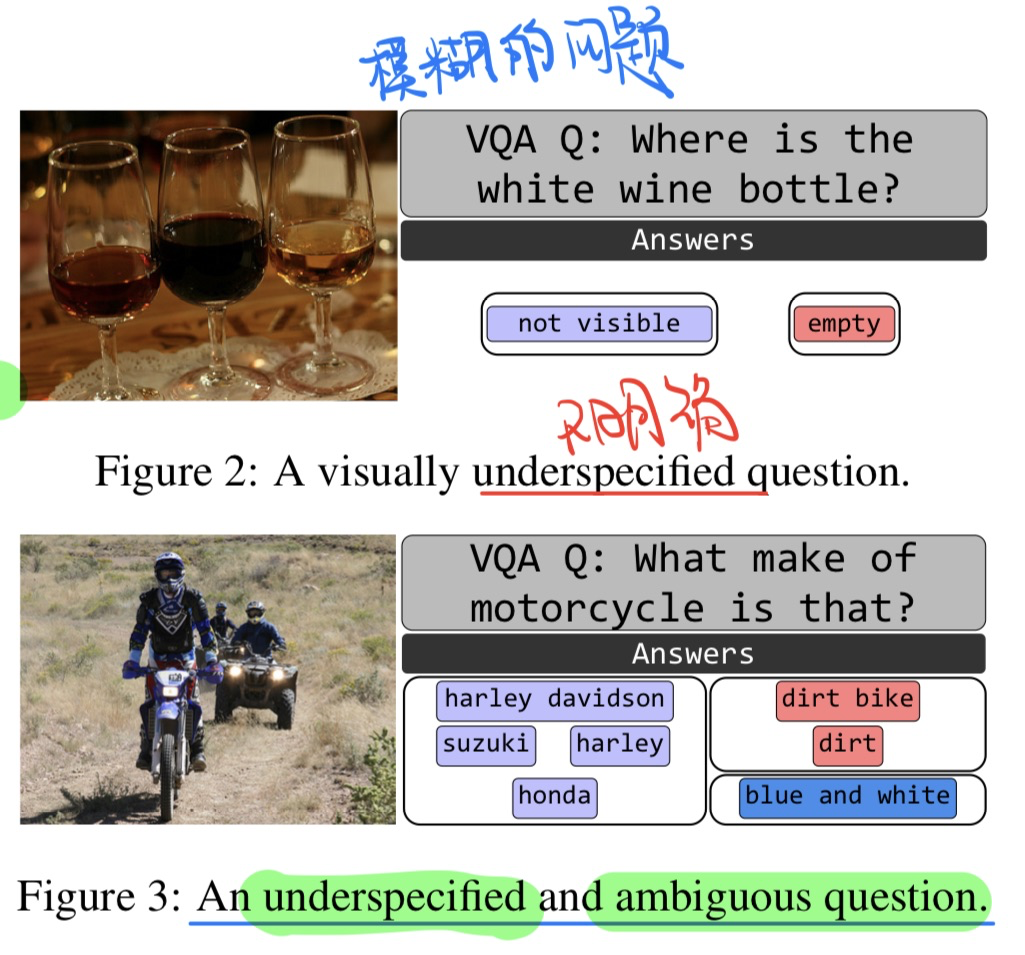 模糊的问题
VQA Q: Where is the
white wine bottle?
Answers
not visible
empty
不明确
Figure 2: A visually underspecified question.
VQA Q: What make of
motorcycle is that?
Answers
harley davidson
suzuki
harley
honda
dirt bike
dirt
blue and white
Figure 3: An underspecified and ambiguous question.